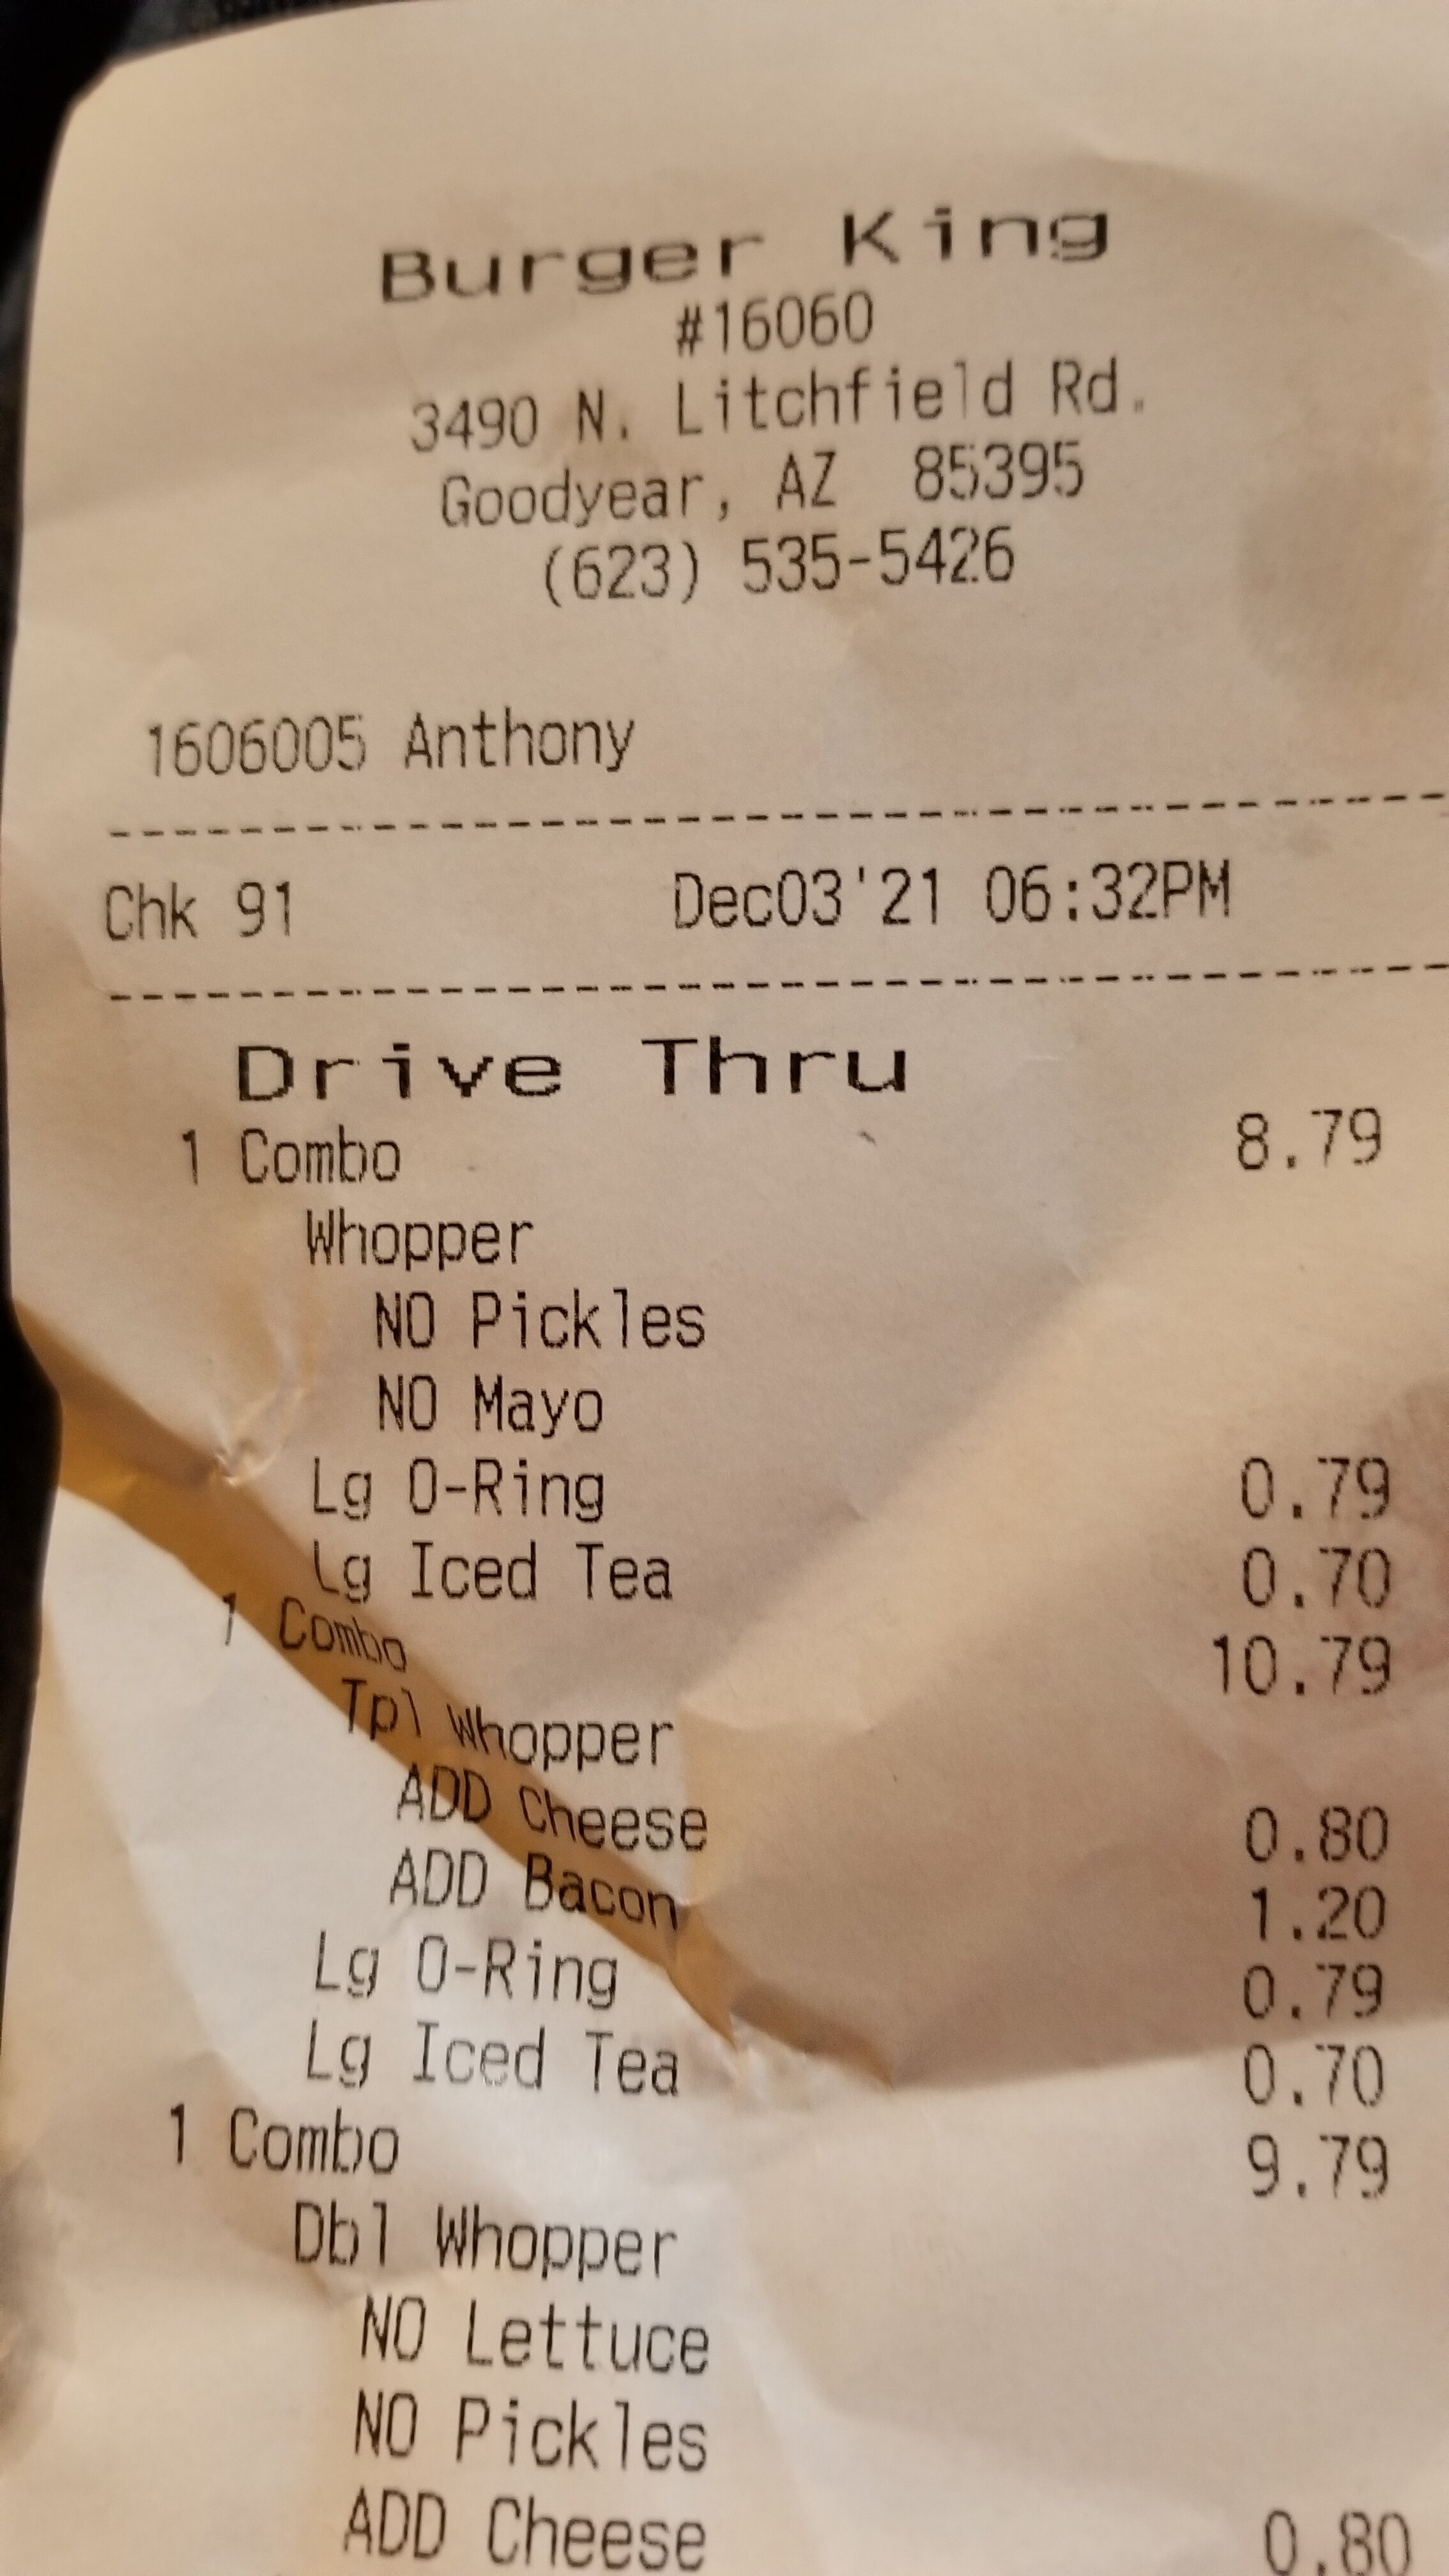 Burger King
#16060
3490 N. Litchfield Rd.
Goodyear, AZ 85395
(623) 535-5426
1606005 Anthony
Chk 91 Dec03'21 06:32PM
Drive Thru
1 Combo 8.79
Whopper
NO Pickles
NO Mayo
Lg O-Ring 0.79
Lg Iced Tea 0.70
1 Combo 10.79
Tpl Whopper
ADD Cheese 0.80
ADD Bacon 1.20
Lg O-Ring 0.79
Lg Iced Tea 0.70
1 Combo 9.79
Dbl Whopper
NO Lettuce
NO Pickles
ADD Cheese 0.80